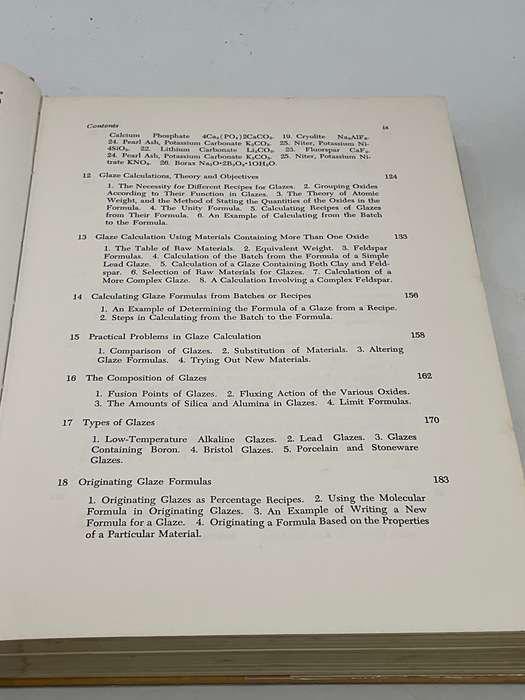 Contents ix
Calcium Phosphate 4Ca₃(PO₄)2CaCO₃. 19. Cryolite Na₃AlF₆.
24. Pearl Ash, Potassium Carbonate K₂CO₃. 25. Niter, Potassium Ni-
4SiO₂. 22. Lithium Carbonate Li₂CO₃. 23. Fluorspar CaF₂.
24. Pearl Ash, Potassium Carbonate K₂CO₃. 25. Niter, Potassium Ni-
trate KNO₃. 26. Borax Na₂O•2B₂O₃•10H₂O.
12 Glaze Calculations, Theory and Objectives 124
1. The Necessity for Different Recipes for Glazes. 2. Grouping Oxides
According to Their Function in Glazes. 3. The Theory of Atomic
Weight, and the Method of Stating the Quantities of the Oxides in the
Formula. 4. The Unity Formula. 5. Calculating Recipes of Glazes
from Their Formula. 6. An Example of Calculating from the Batch
to the Formula.
13 Glaze Calculation Using Materials Containing More Than One Oxide 133
1. The Table of Raw Materials. 2. Equivalent Weight. 3. Feldspar
Formulas. 4. Calculation of the Batch from the Formula of a Simple
Lead Glaze. 5. Calculation of a Glaze Containing Both Clay and Feld-
spar. 6. Selection of Raw Materials for Glazes. 7. Calculation of a
More Complex Glaze. 8. A Calculation Involving a Complex Feldspar.
14 Calculating Glaze Formulas from Batches or Recipes 156
1. An Example of Determining the Formula of a Glaze from a Recipe.
2. Steps in Calculating from the Batch to the Formula.
15 Practical Problems in Glaze Calculation 158
1. Comparison of Glazes. 2. Substitution of Materials. 3. Altering
Glaze Formulas. 4. Trying Out New Materials.
16 The Composition of Glazes 162
1. Fusion Points of Glazes. 2. Fluxing Action of the Various Oxides.
3. The Amounts of Silica and Alumina in Glazes. 4. Limit Formulas.
17 Types of Glazes 170
1. Low-Temperature Alkaline Glazes. 2. Lead Glazes. 3. Glazes
Containing Boron. 4. Bristol Glazes. 5. Porcelain and Stoneware
Glazes.
18 Originating Glaze Formulas 183
1. Originating Glazes as Percentage Recipes. 2. Using the Molecular
Formula in Originating Glazes. 3. An Example of Writing a New
Formula for a Glaze. 4. Originating a Formula Based on the Properties
of a Particular Material.